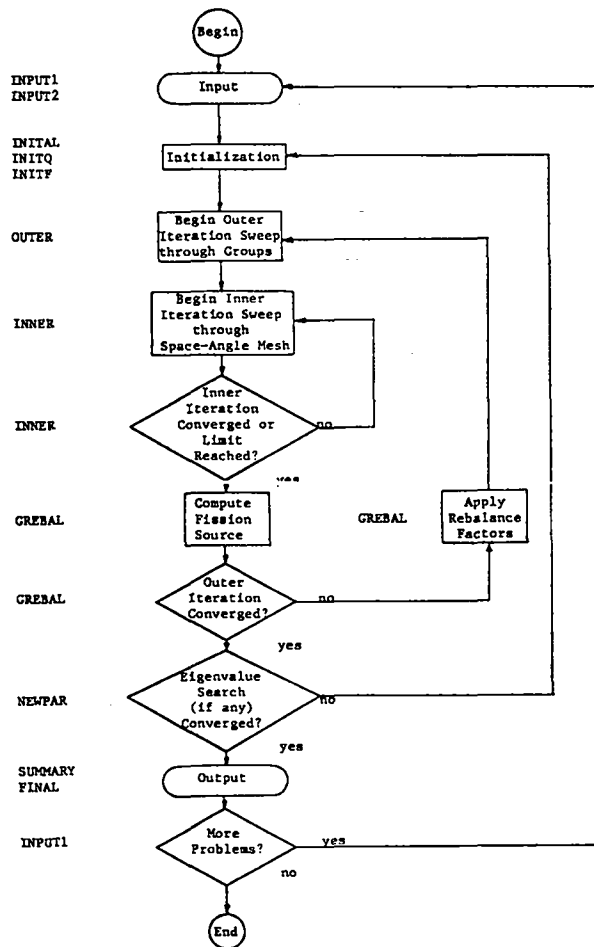 Begin
INPUT1
INPUT2
Input
INITAL
INITQ
INITF
Initialization
OUTER
Begin Outer
Iteration Sweep
through Groups
INNER
Begin Inner
Iteration Sweep
through
Space-Angle Mesh
INNER
Inner
Iteration
Converged or
Limit
Reached?
no
yes
GREBAL
Compute
Fission
Source
GREBAL
Apply
Rebalance
Factors
GREBAL
Outer
Iteration
Converged?
no
yes
NEWPAR
Eigenvalue
Search
(if any)
Converged?
no
yes
SUMMARY
FINAL
Output
INPUT1
More
Problems?
yes
no
End